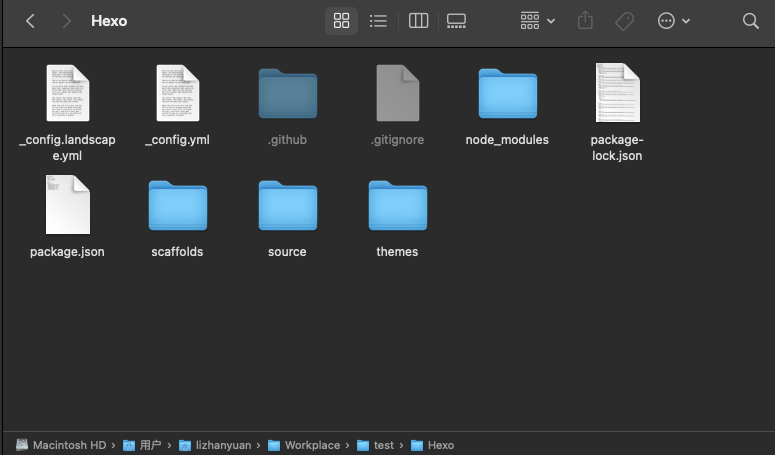 Hexo
_config.landscap
e.yml
_config.yml
.github
.gitignore
node_modules
package-
lock.json
package.json
scaffolds
source
themes
Macintosh HD › 用户 › lizhanyuan › Workplace › test › Hexo